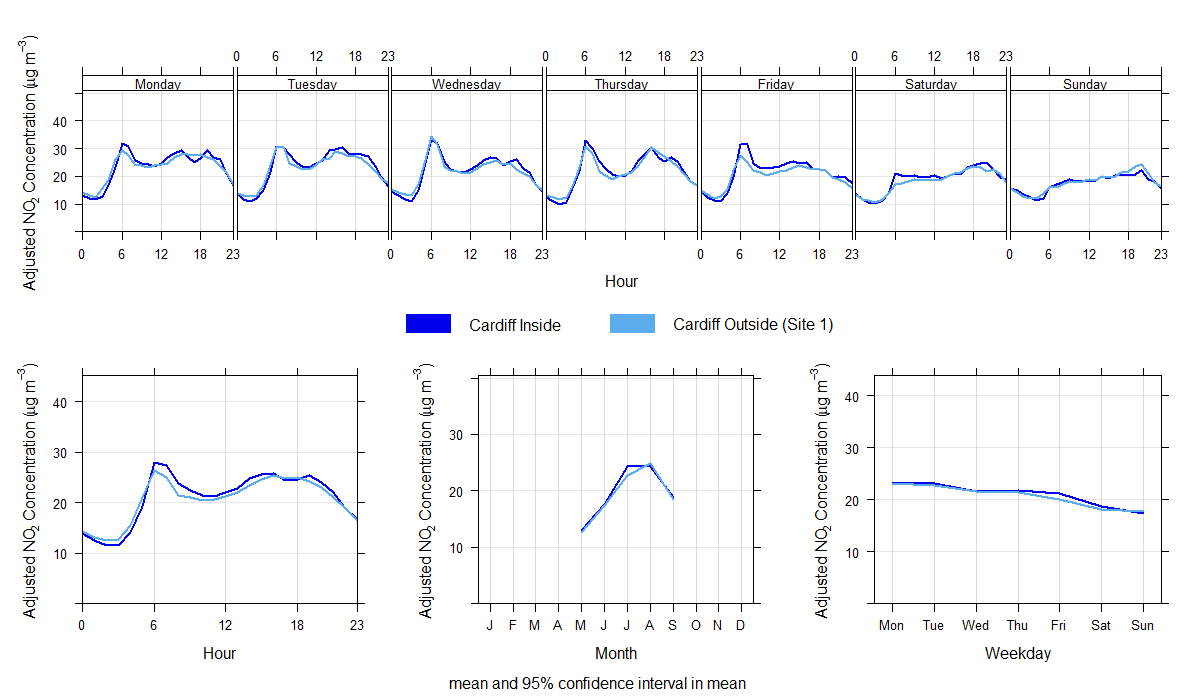 0 6 12 18 23 0 6 12 18 23 0 6 12 18 23
Monday Tuesday Wednesday Thursday Friday Saturday Sunday
Adjusted NO2 Concentration (µg m−3)
40
30
20
10
0 6 12 18 23 0 6 12 18 23 0 6 12 18 23 0 6 12 18 23
Hour
Cardiff Inside Cardiff Outside (Site 1)
Adjusted NO2 Concentration (µg m−3)
40
30
20
10
0 6 12 18 23
Hour
Adjusted NO2 Concentration (µg m−3)
30
20
10
J F M A M J J A S O N D
Month
Adjusted NO2 Concentration (µg m−3)
40
30
20
10
Mon Tue Wed Thu Fri Sat Sun
Weekday
mean and 95% confidence interval in mean